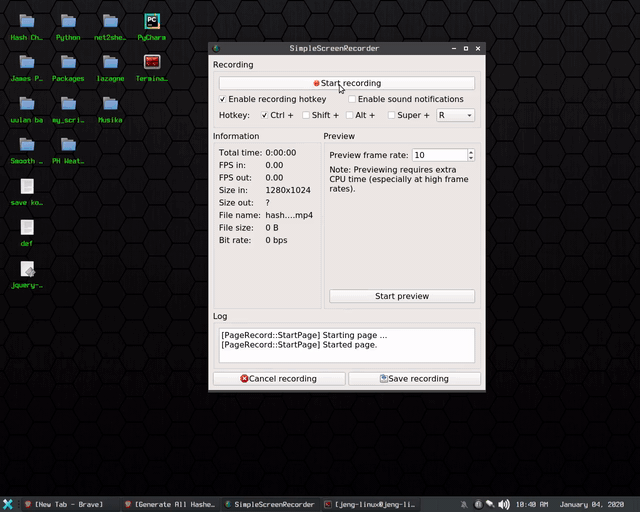 Hash Ch... Python net2she... PyChara
James P... Packages lazagne Termina...
uulan ba my_scri... Musika
Smooth ... PH Weat...
save ko...
def
jquery-...
SimpleScreenRecorder
Recording
Start recording
Enable recording hotkey Enable sound notifications
Hotkey: Ctrl + Shift + Alt + Super + R
Information
Total time: 0:00:00
FPS in: 0.00
FPS out: 0.00
Size in: 1280x1024
Size out: ?
File name: hash....mp4
File size: 0 B
Bit rate: 0 bps
Preview
Preview frame rate: 10
Note: Previewing requires extra
CPU time (especially at high frame
rates).
Start preview
Log
[PageRecord::StartPage] Starting page ...
[PageRecord::StartPage] Started page.
Cancel recording Save recording
[New Tab - Brave] [Generate All Hashe... SimpleScreenRecorder [jeng-linux@jeng-li... 10:40 AM January 04, 2020